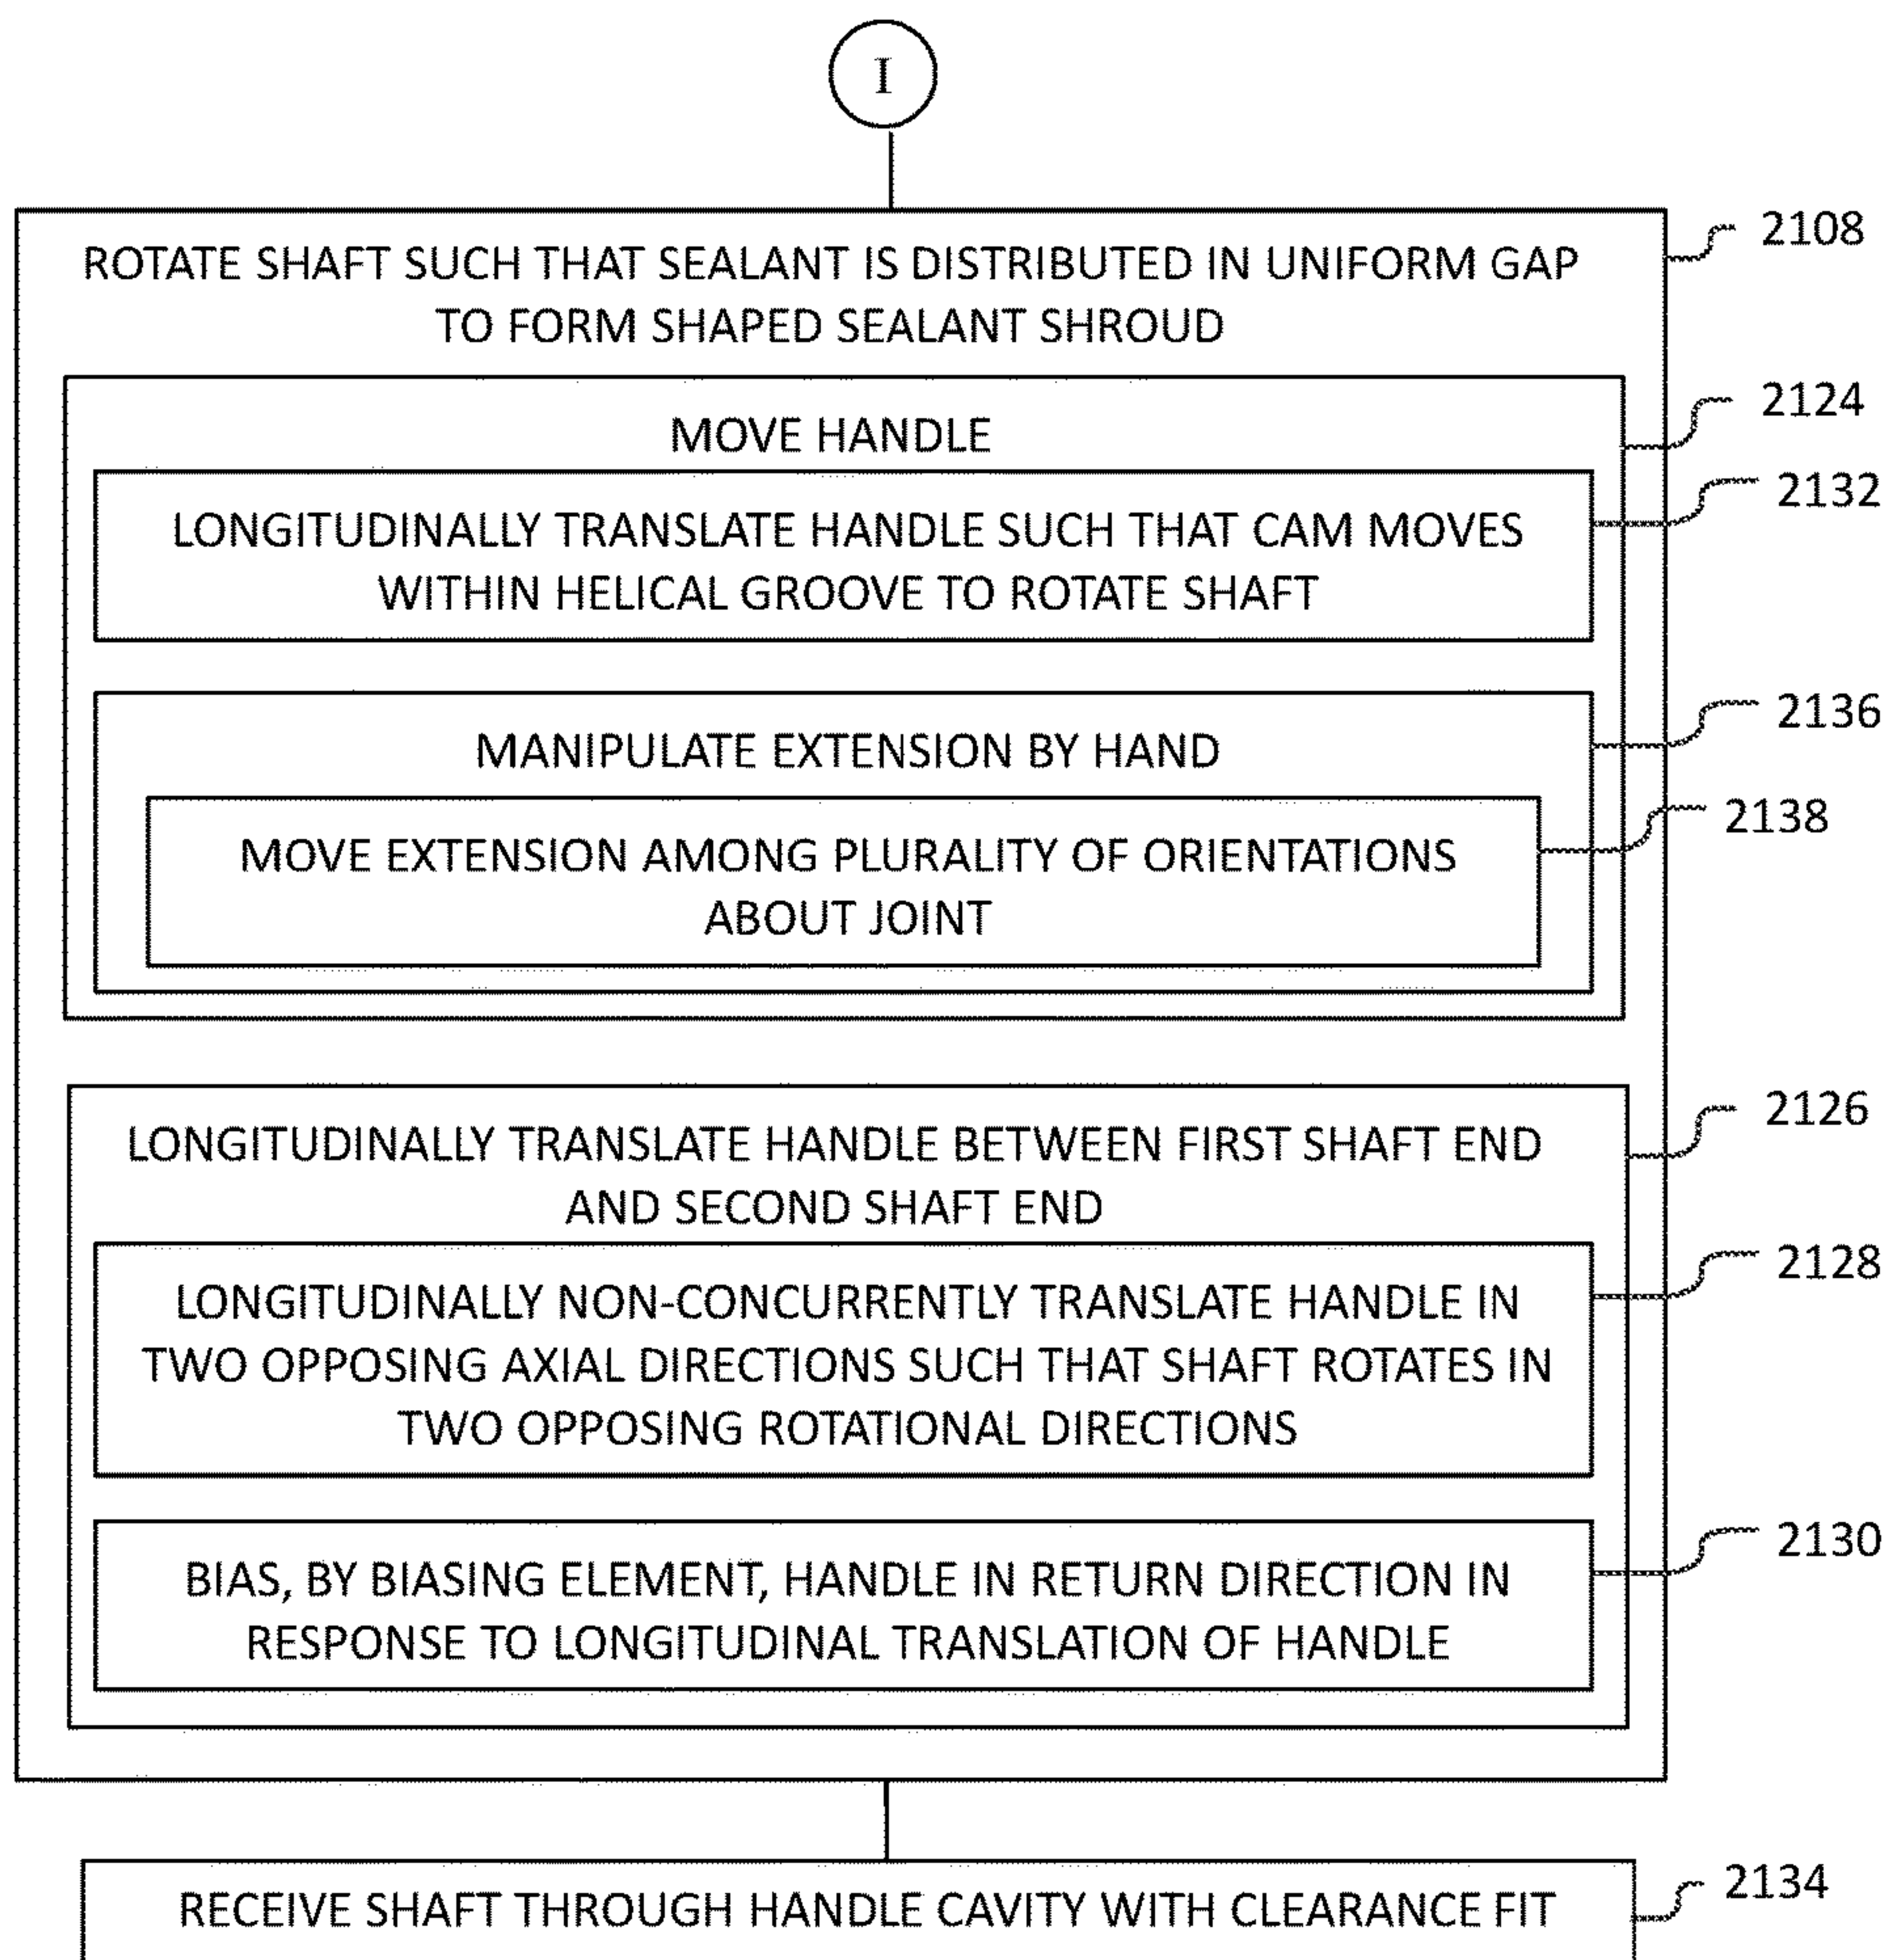 I
ROTATE SHAFT SUCH THAT SEALANT IS DISTRIBUTED IN UNIFORM GAP
TO FORM SHAPED SEALANT SHROUD
2108
MOVE HANDLE
2124
LONGITUDINALLY TRANSLATE HANDLE SUCH THAT CAM MOVES
WITHIN HELICAL GROOVE TO ROTATE SHAFT
2132
MANIPULATE EXTENSION BY HAND
2136
MOVE EXTENSION AMONG PLURALITY OF ORIENTATIONS
ABOUT JOINT
2138
LONGITUDINALLY TRANSLATE HANDLE BETWEEN FIRST SHAFT END
AND SECOND SHAFT END
2126
LONGITUDINALLY NON-CONCURRENTLY TRANSLATE HANDLE IN
TWO OPPOSING AXIAL DIRECTIONS SUCH THAT SHAFT ROTATES IN
TWO OPPOSING ROTATIONAL DIRECTIONS
2128
BIAS, BY BIASING ELEMENT, HANDLE IN RETURN DIRECTION IN
RESPONSE TO LONGITUDINAL TRANSLATION OF HANDLE
2130
RECEIVE SHAFT THROUGH HANDLE CAVITY WITH CLEARANCE FIT
2134